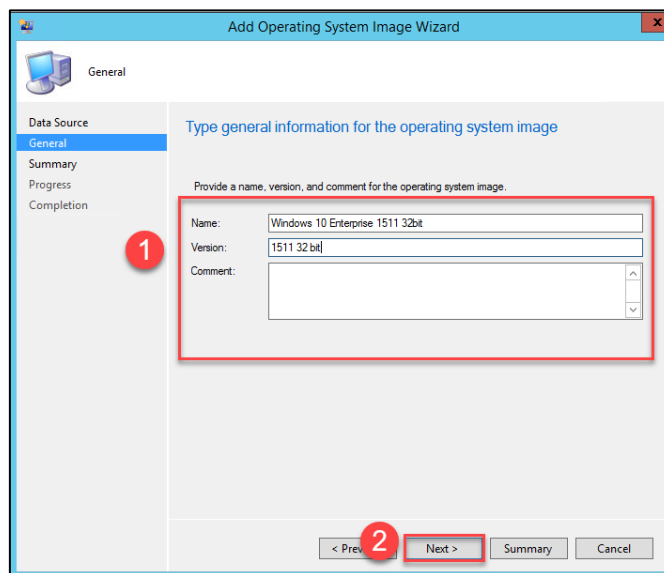 Add Operating System Image Wizard
x
General
Data Source
General
Summary
Progress
Completion
Type general information for the operating system image
Provide a name, version, and comment for the operating system image.
Name: Windows 10 Enterprise 1511 32bit
1
Version: 1511 32 bit
Comment:
2
< Prev Next > Summary Cancel